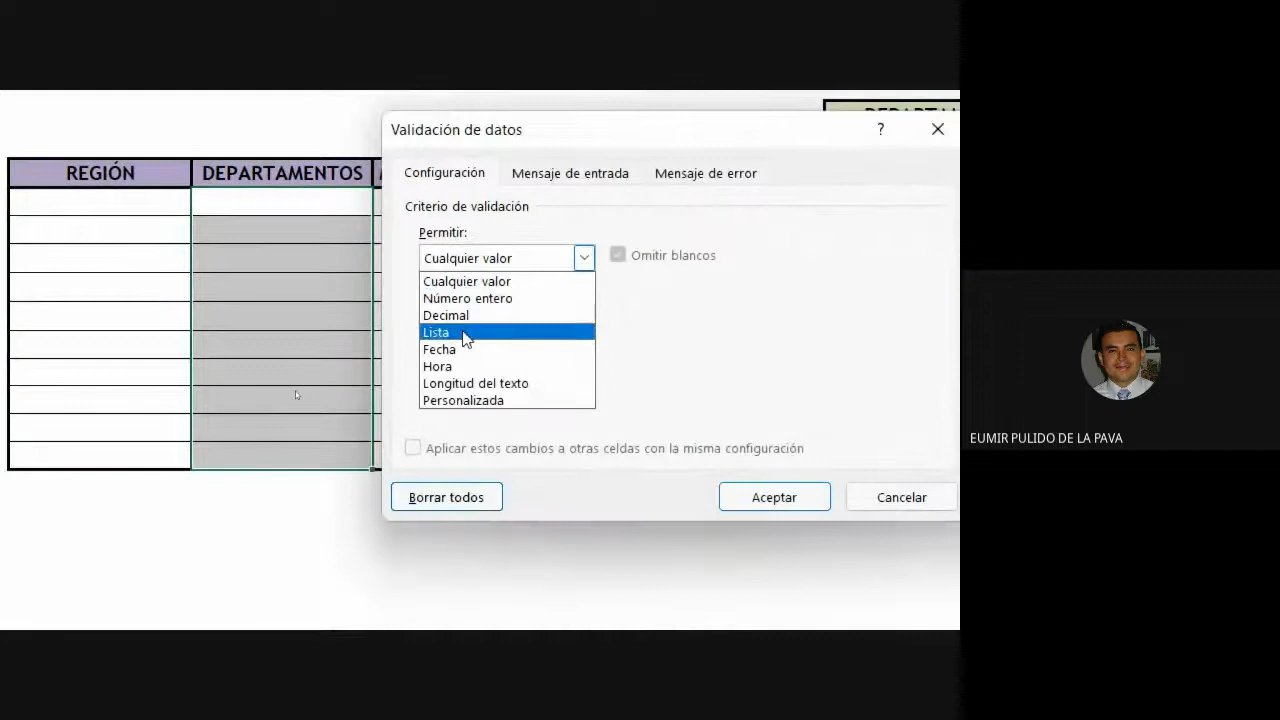 REGIÓN
DEPARTAMENTOS
Validación de datos
?
Configuración
Mensaje de entrada
Mensaje de error
Criterio de validación
Permitir:
Cualquier valor
Omitir blancos
Cualquier valor
Número entero
Decimal
Lista
Fecha
Hora
Longitud del texto
Personalizada
Aplicar estos cambios a otras celdas con la misma configuración
Borrar todos
Aceptar
Cancelar
EUMIR PULIDO DE LA PAVA